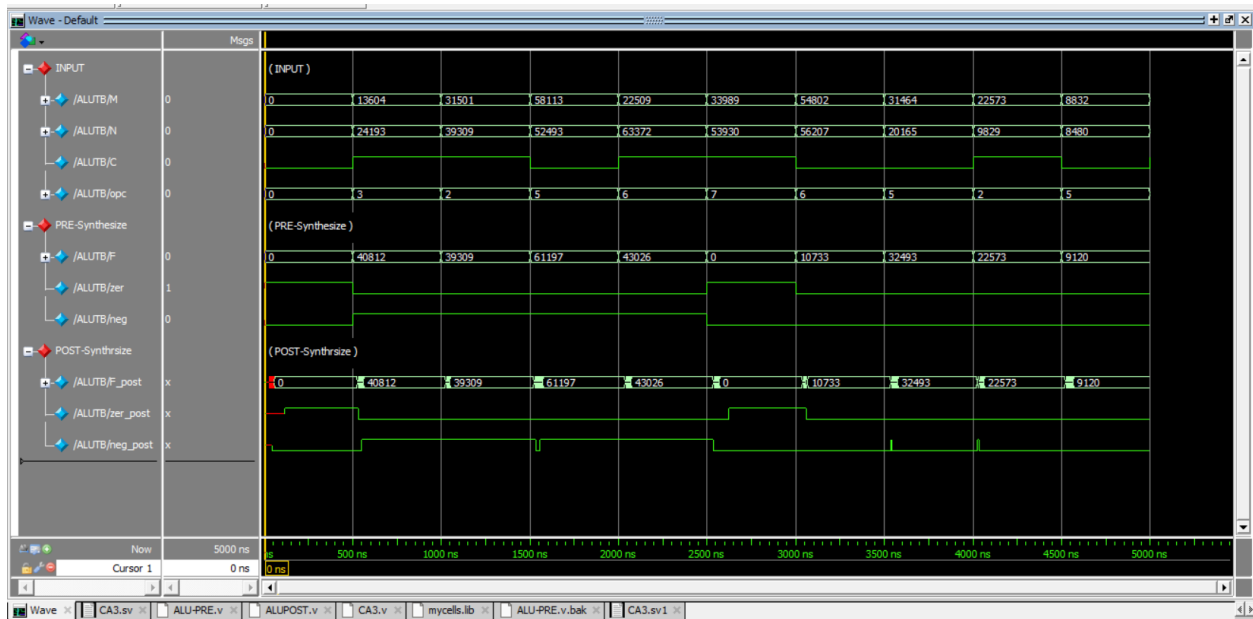 Wave - Default
Msgs
INPUT
( INPUT )
/ALUTB/M 0 0 13604 31501 58113 22509 33989 54802 31464 22573 8832
/ALUTB/N 0 0 24193 39309 52493 63372 53930 56207 20165 9829 8480
/ALUTB/C 0
/ALUTB/opc 0 0 3 2 5 6 7 6 5 2 5
PRE-Synthesize
( PRE-Synthesize )
/ALUTB/F 0 0 40812 39309 61197 43026 0 10733 32493 22573 9120
/ALUTB/zer 1
/ALUTB/neg 0
POST-Synthrsize
( POST-Synthrsize )
/ALUTB/F_post x 0 40812 39309 61197 43026 0 10733 32493 22573 9120
/ALUTB/zer_post x
/ALUTB/neg_post x
Now 5000 ns ns 500 ns 1000 ns 1500 ns 2000 ns 2500 ns 3000 ns 3500 ns 4000 ns 4500 ns 5000 ns
Cursor 1 0 ns 0 ns
Wave CA3.sv ALU-PRE.v ALUPOST.v CA3.v mycells.lib ALU-PRE.v.bak CA3.sv1